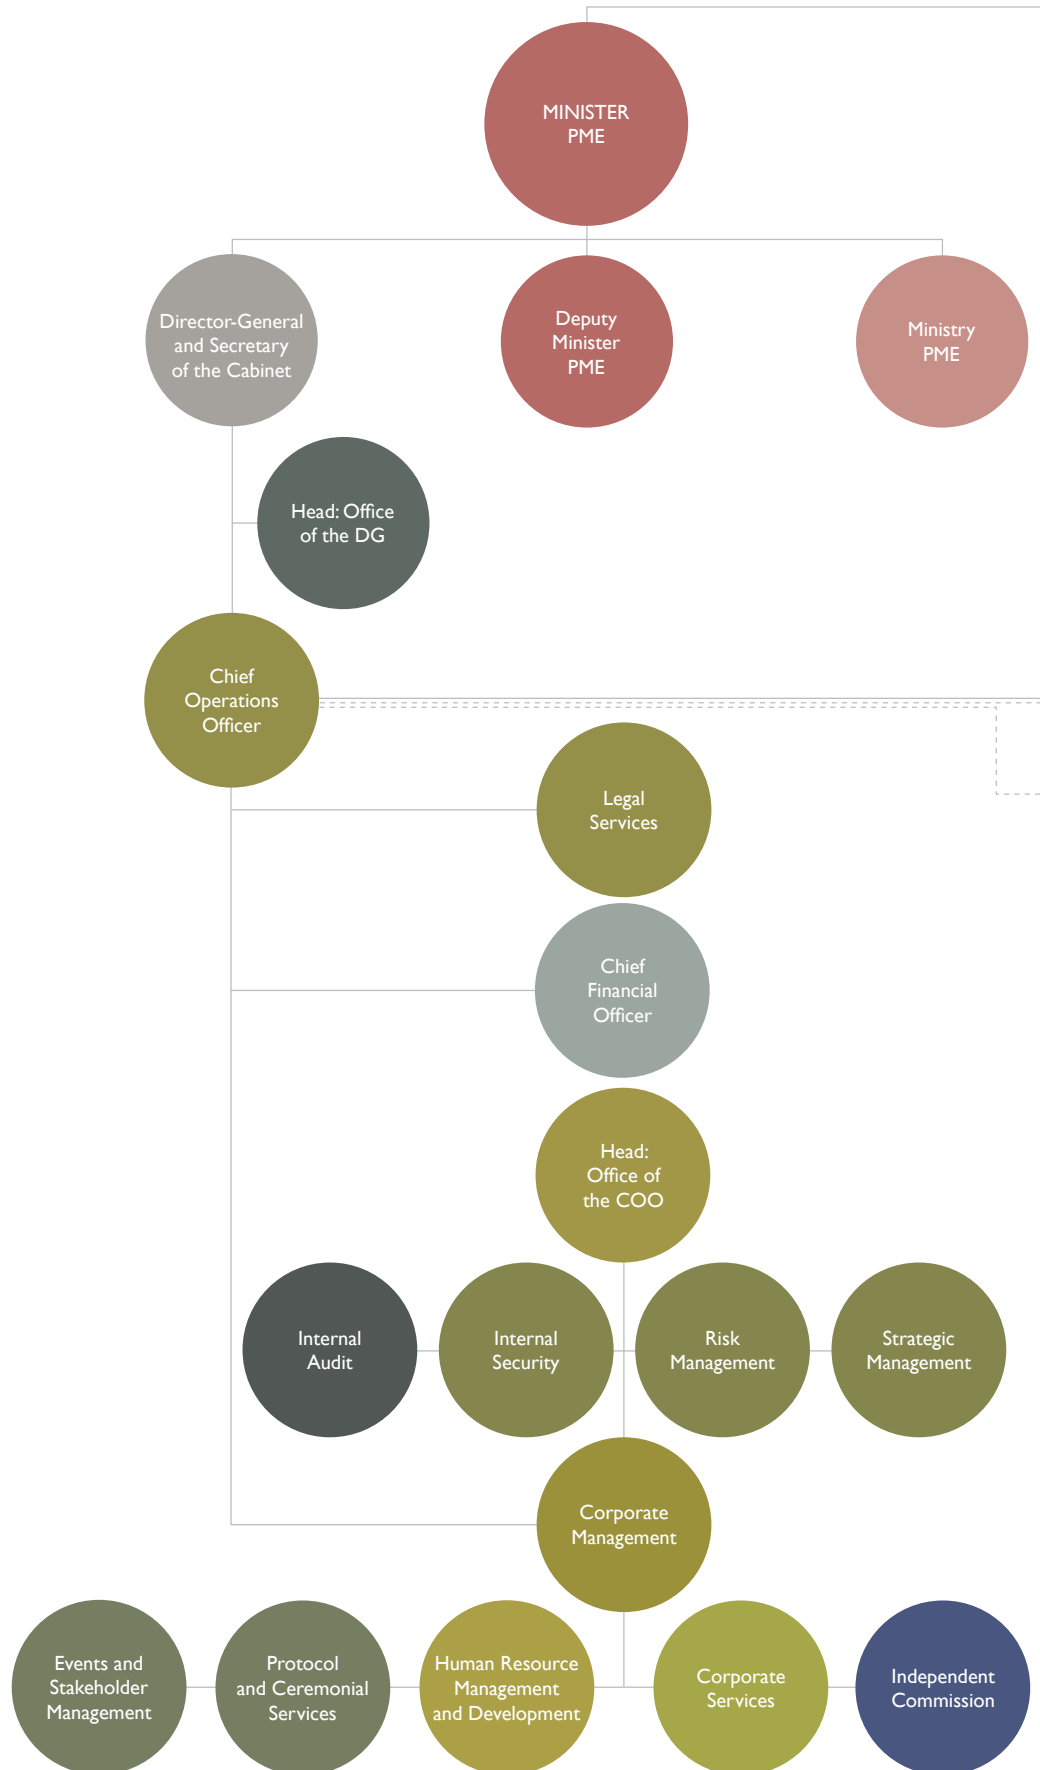 MINISTER
PME
Director-General
and Secretary
of the Cabinet
Deputy
Minister
PME
Ministry
PME
Head: Office
of the DG
Chief
Operations
Officer
Legal
Services
Chief
Financial
Officer
Head:
Office of
the COO
Internal
Audit
Internal
Security
Risk
Management
Strategic
Management
Corporate
Management
Events and
Stakeholder
Management
Protocol
and Ceremonial
Services
Human Resource
Management
and Development
Corporate
Services
Independent
Commission